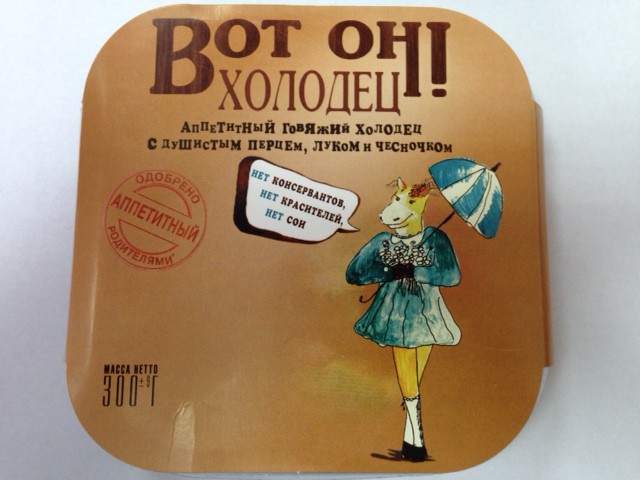 Вот он!
холодец
Аппетитный говяжий холодец
с душистым перцем, луком и чесночком
нет консервантов,
нет красителей,
нет сои
одобрено
аппетитный
родителями*
масса нетто
300±9г